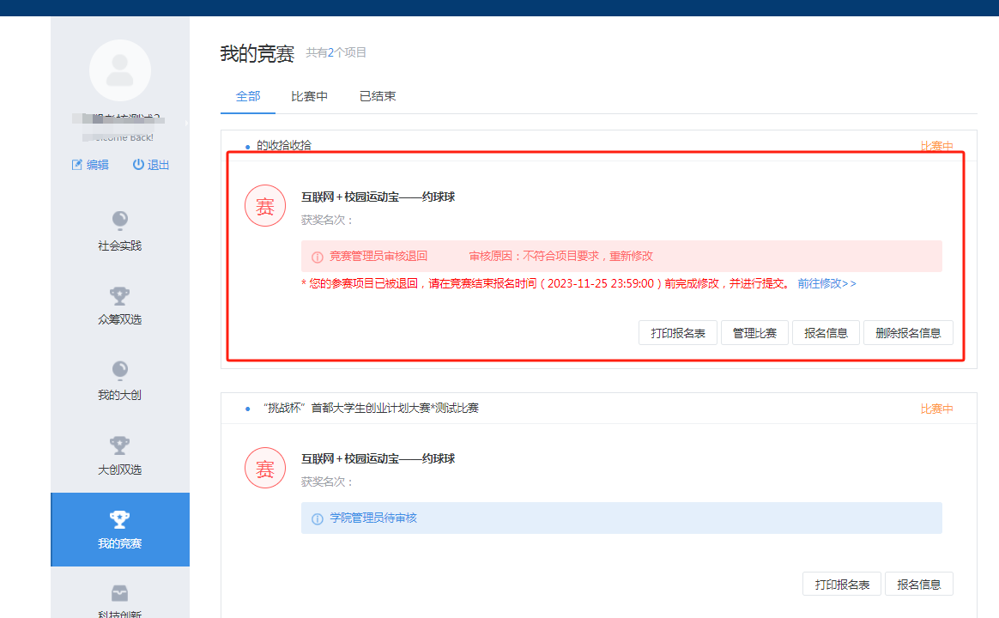 我的竞赛 共有2个项目
全部 比赛中 已结束
编辑 退出
社会实践
众筹双选
我的大创
大创双选
我的竞赛
科技创新
的收拾收拾 比赛中
赛
互联网+校园运动宝——约球球
获奖名次：
竞赛管理员审核退回 审核原因：不符合项目要求，重新修改
* 您的参赛项目已被退回，请在竞赛结束报名时间（2023-11-25 23:59:00）前完成修改，并进行提交。 前往修改>>
打印报名表 管理比赛 报名信息 删除报名信息
“挑战杯”首都大学生创业计划大赛*测试比赛 比赛中
赛
互联网+校园运动宝——约球球
获奖名次：
学院管理员待审核
打印报名表 报名信息